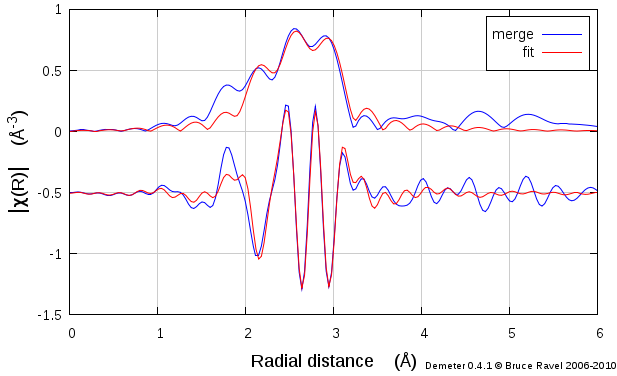 1
0.5
0
-0.5
-1
-1.5
|χ(R)| (Å-3)
merge
fit
0 1 2 3 4 5 6
Radial distance (Å)
Demeter 0.4.1 © Bruce Ravel 2006-2010